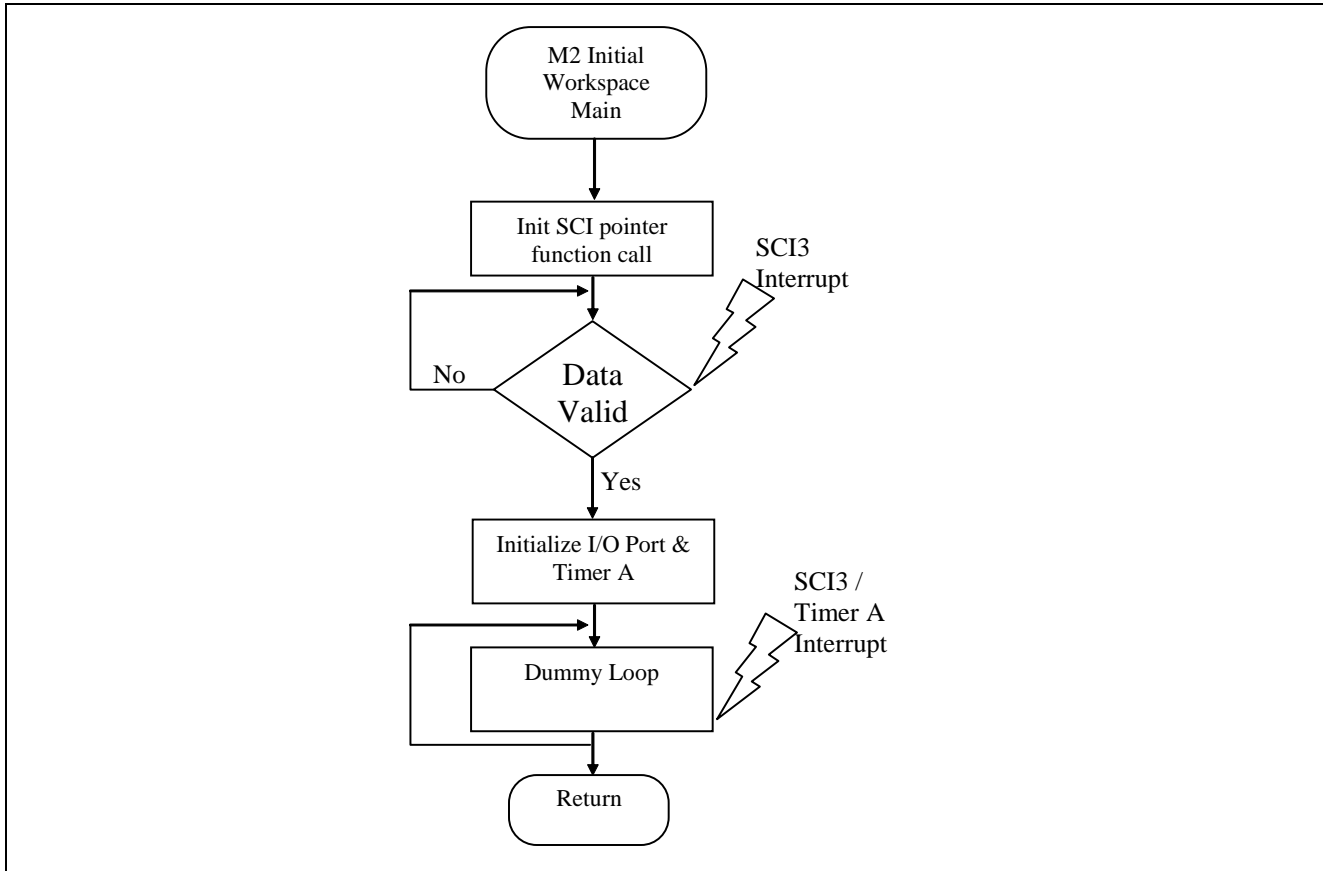 M2 Initial
Workspace
Main
Init SCI pointer
function call
SCI3
Interrupt
No
Data
Valid
Yes
Initialize I/O Port &
Timer A
SCI3 /
Timer A
Interrupt
Dummy Loop
Return